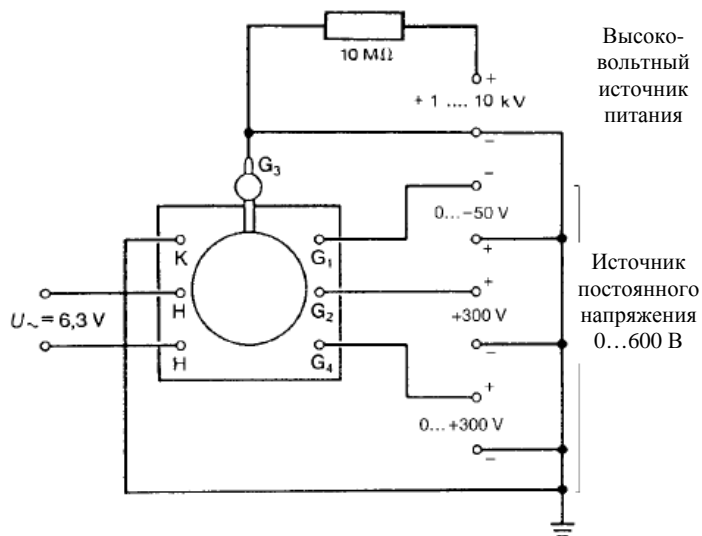 10 MΩ
Высоко-
вольтный
источник
питания
+
+ 1 .... 10 kV
−
G₃
−
0...−50 V
+
K
G₁
H
G₂
+
+300 V
−
U~ = 6,3 V
H
G₄
+
0... +300 V
−
Источник
постоянного
напряжения
0…600 В